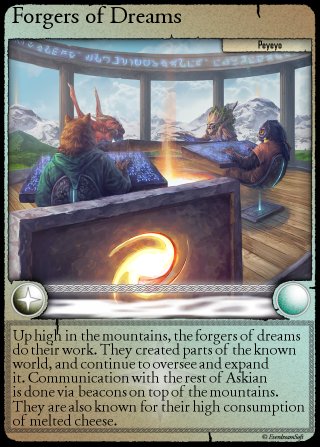 Forgers of Dreams
Peyeyo
Up high in the mountains, the forgers of dreams
do their work. They created parts of the known
world, and continue to oversee and expand
it. Communication with the rest of Askian
is done via beacons on top of the mountains.
They are also known for their high consumption
of melted cheese.
© EverdreamSoft